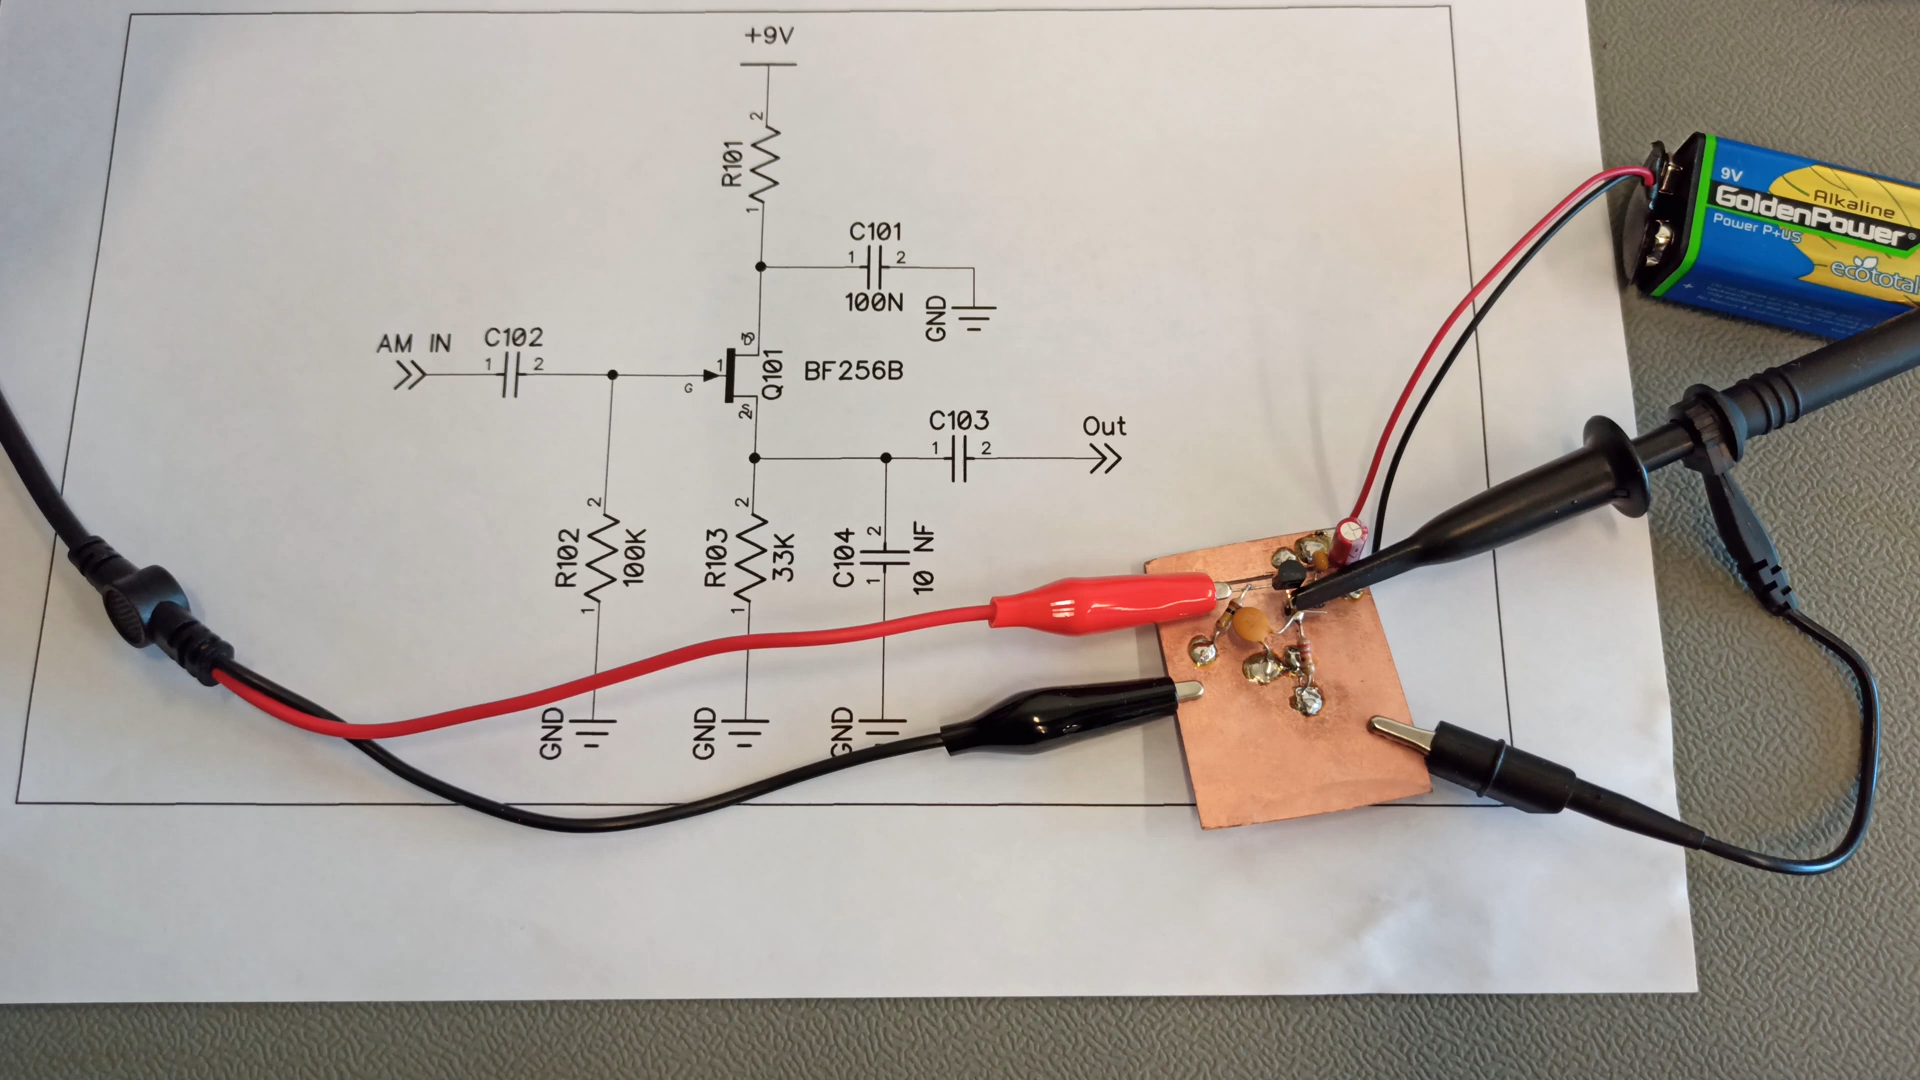 +9V
2
R101
1
C101
1 2
100N
GND
AM IN
C102
1 2
G
1
3
Q101
BF256B
2
S
C103
1 2
Out
2
R102
100K
1
GND
2
R103
33K
1
GND
2
C104
10 NF
1
GND
9V
Alkaline
GoldenPower
Power P+US
ecototal
+